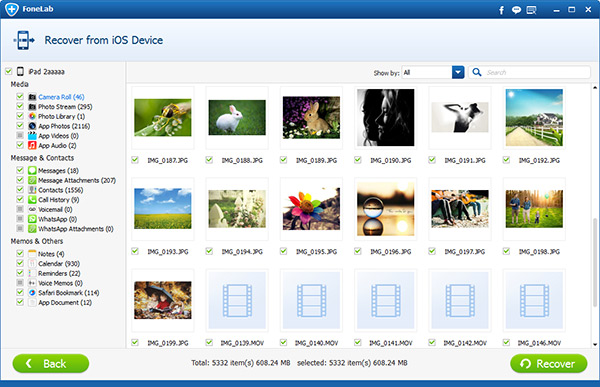 FoneLab
Recover from iOS Device
iPad 2aaaaa
Show by: All
Search
Media
Camera Roll (46)
Photo Stream (295)
Photo Library (1)
App Photos (2116)
App Videos (0)
App Audio (2)
Message & Contacts
Messages (18)
Message Attachments (207)
Contacts (1556)
Call History (9)
Voicemail (0)
WhatsApp (0)
WhatsApp Attachments (0)
Memos & Others
Notes (4)
Calendar (930)
Reminders (22)
Voice Memos (0)
Safari Bookmark (114)
App Document (12)
IMG_0187.JPG IMG_0188.JPG IMG_0189.JPG IMG_0190.JPG IMG_0191.JPG IMG_0192.JPG
IMG_0193.JPG IMG_0194.JPG IMG_0195.JPG IMG_0196.JPG IMG_0197.JPG IMG_0198.JPG
IMG_0199.JPG IMG_0139.MOV IMG_0140.MOV IMG_0141.MOV IMG_0142.MOV IMG_0146.MOV
Back
Total: 5332 item(s) 608.24 MB selected: 5332 item(s) 608.24 MB
Recover